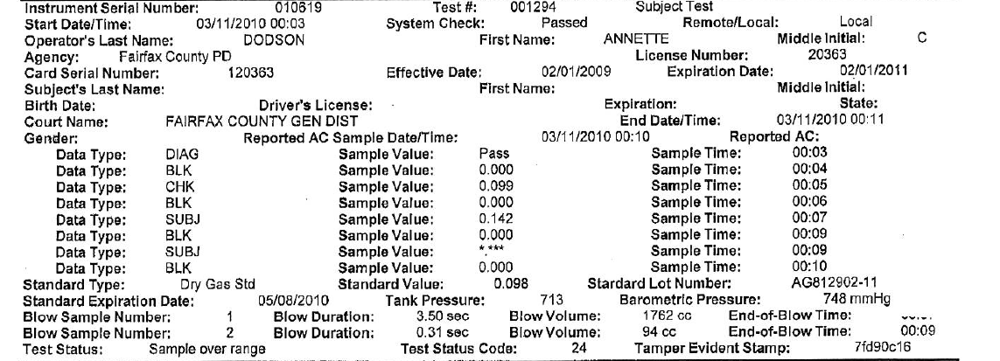 Instrument Serial Number: 010619 Test #: 001294 Subject Test
Start Date/Time: 03/11/2010 00:03 System Check: Passed Remote/Local: Local
Operator's Last Name: DODSON First Name: ANNETTE Middle Initial: C
Agency: Fairfax County PD License Number: 20363
Card Serial Number: 120363 Effective Date: 02/01/2009 Expiration Date: 02/01/2011
Subject's Last Name: First Name: Middle Initial:
Birth Date: Driver's License: Expiration: State:
Court Name: FAIRFAX COUNTY GEN DIST End Date/Time: 03/11/2010 00:11
Gender: Reported AC Sample Date/Time: 03/11/2010 00:10 Reported AC:
Data Type: DIAG Sample Value: Pass Sample Time: 00:03
Data Type: BLK Sample Value: 0.000 Sample Time: 00:04
Data Type: CHK Sample Value: 0.099 Sample Time: 00:05
Data Type: BLK Sample Value: 0.000 Sample Time: 00:06
Data Type: SUBJ Sample Value: 0.142 Sample Time: 00:07
Data Type: BLK Sample Value: 0.000 Sample Time: 00:09
Data Type: SUBJ Sample Value: *.*** Sample Time: 00:09
Data Type: BLK Sample Value: 0.000 Sample Time: 00:10
Standard Type: Dry Gas Std Standard Value: 0.098 Stardard Lot Number: AG812902-11
Standard Expiration Date: 05/08/2010 Tank Pressure: 713 Barometric Pressure: 748 mmHg
Blow Sample Number: 1 Blow Duration: 3.50 sec Blow Volume: 1762 cc End-of-Blow Time:
Blow Sample Number: 2 Blow Duration: 0.31 sec Blow Volume: 94 cc End-of-Blow Time: 00:09
Test Status: Sample over range Test Status Code: 24 Tamper Evident Stamp: 7fd90c16